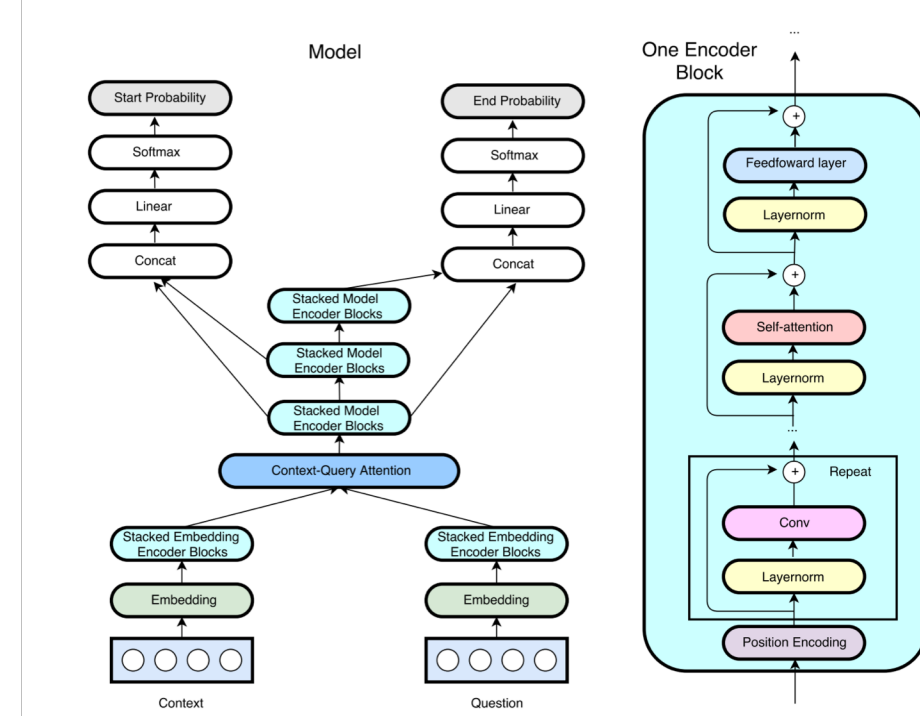 Model
Start Probability
Softmax
Linear
Concat
End Probability
Softmax
Linear
Concat
Stacked Model
Encoder Blocks
Stacked Model
Encoder Blocks
Stacked Model
Encoder Blocks
Context-Query Attention
Stacked Embedding
Encoder Blocks
Stacked Embedding
Encoder Blocks
Embedding
Embedding
Context
Question
One Encoder
Block
...
+
Feedfoward layer
Layernorm
+
Self-attention
Layernorm
...
+
Repeat
Conv
Layernorm
Position Encoding